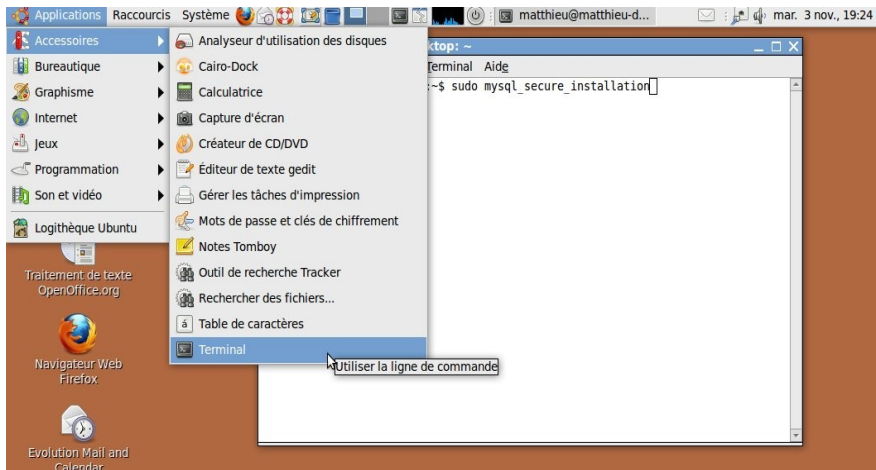 Applications Raccourcis Système matthieu@matthieu-d... mar. 3 nov., 19:24
Accessoires
Bureautique
Graphisme
Internet
Jeux
Programmation
Son et vidéo
Logithèque Ubuntu
Analyseur d'utilisation des disques
Cairo-Dock
Calculatrice
Capture d'écran
Créateur de CD/DVD
Éditeur de texte gedit
Gérer les tâches d'impression
Mots de passe et clés de chiffrement
Notes Tomboy
Outil de recherche Tracker
Rechercher des fichiers...
Table de caractères
Terminal
Utiliser la ligne de commande
ktop: ~
Terminal Aide
:~$ sudo mysql_secure_installation
Traitement de texte
OpenOffice.org
Navigateur Web
Firefox
Evolution Mail and
Calendar